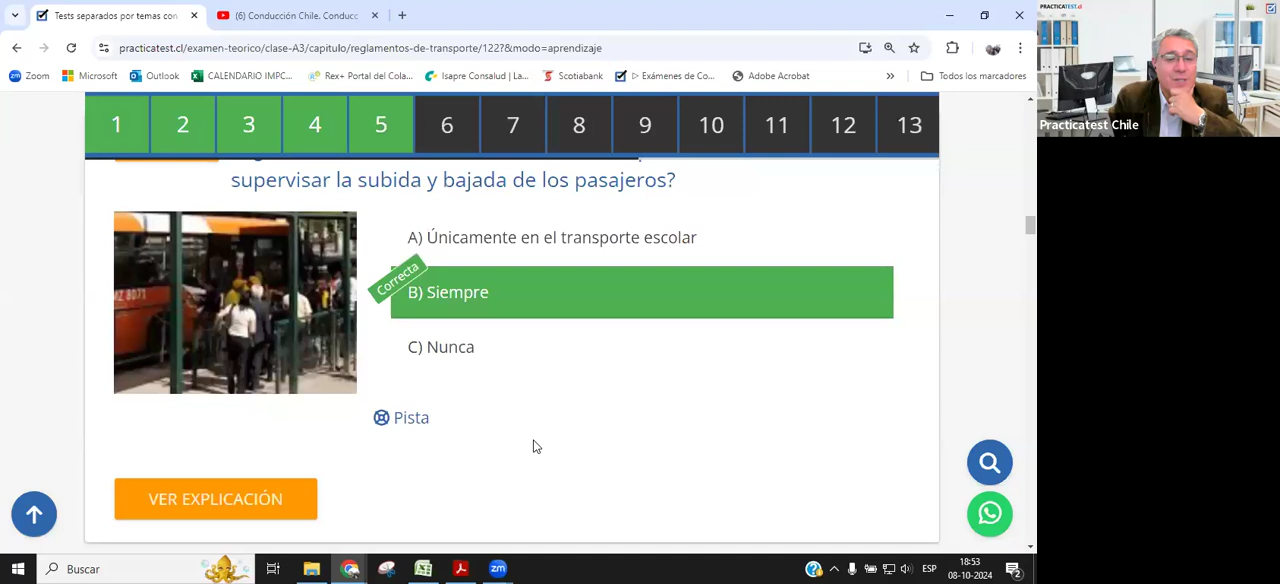 Tests separados por temas con
(6) Conducción Chile. Conducc
practicatest.cl/examen-teorico/clase-A3/capitulo/reglamentos-de-transporte/122?&modo=aprendizaje
Zoom
Microsoft
Outlook
CALENDARIO IMPC...
Rex+ Portal del Cola...
Isapre Consalud | La...
Scotiabank
▷ Exámenes de Co...
Adobe Acrobat
Todos los marcadores
1 2 3 4 5 6 7 8 9 10 11 12 13
supervisar la subida y bajada de los pasajeros?
A) Únicamente en el transporte escolar
Correcta
B) Siempre
C) Nunca
Pista
VER EXPLICACIÓN
PRACTICATEST.cl
Practicatest Chile
Buscar
zm
ESP
18:53
08-10-2024
2